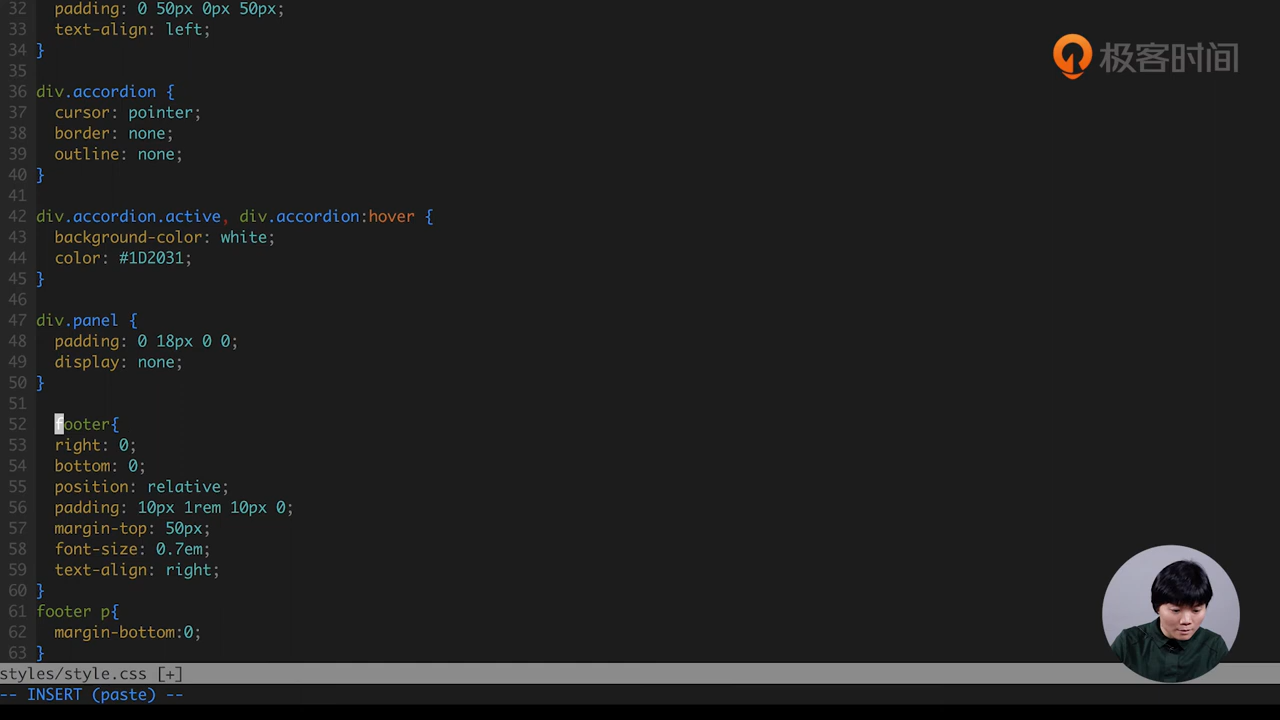 32 padding: 0 50px 0px 50px;
33 text-align: left;
34 }
35
36 div.accordion {
37 cursor: pointer;
38 border: none;
39 outline: none;
40 }
41
42 div.accordion.active, div.accordion:hover {
43 background-color: white;
44 color: #1D2031;
45 }
46
47 div.panel {
48 padding: 0 18px 0 0;
49 display: none;
50 }
51
52 footer{
53 right: 0;
54 bottom: 0;
55 position: relative;
56 padding: 10px 1rem 10px 0;
57 margin-top: 50px;
58 font-size: 0.7em;
59 text-align: right;
60 }
61 footer p{
62 margin-bottom:0;
63 }
styles/style.css [+]
-- INSERT (paste) --
极客时间